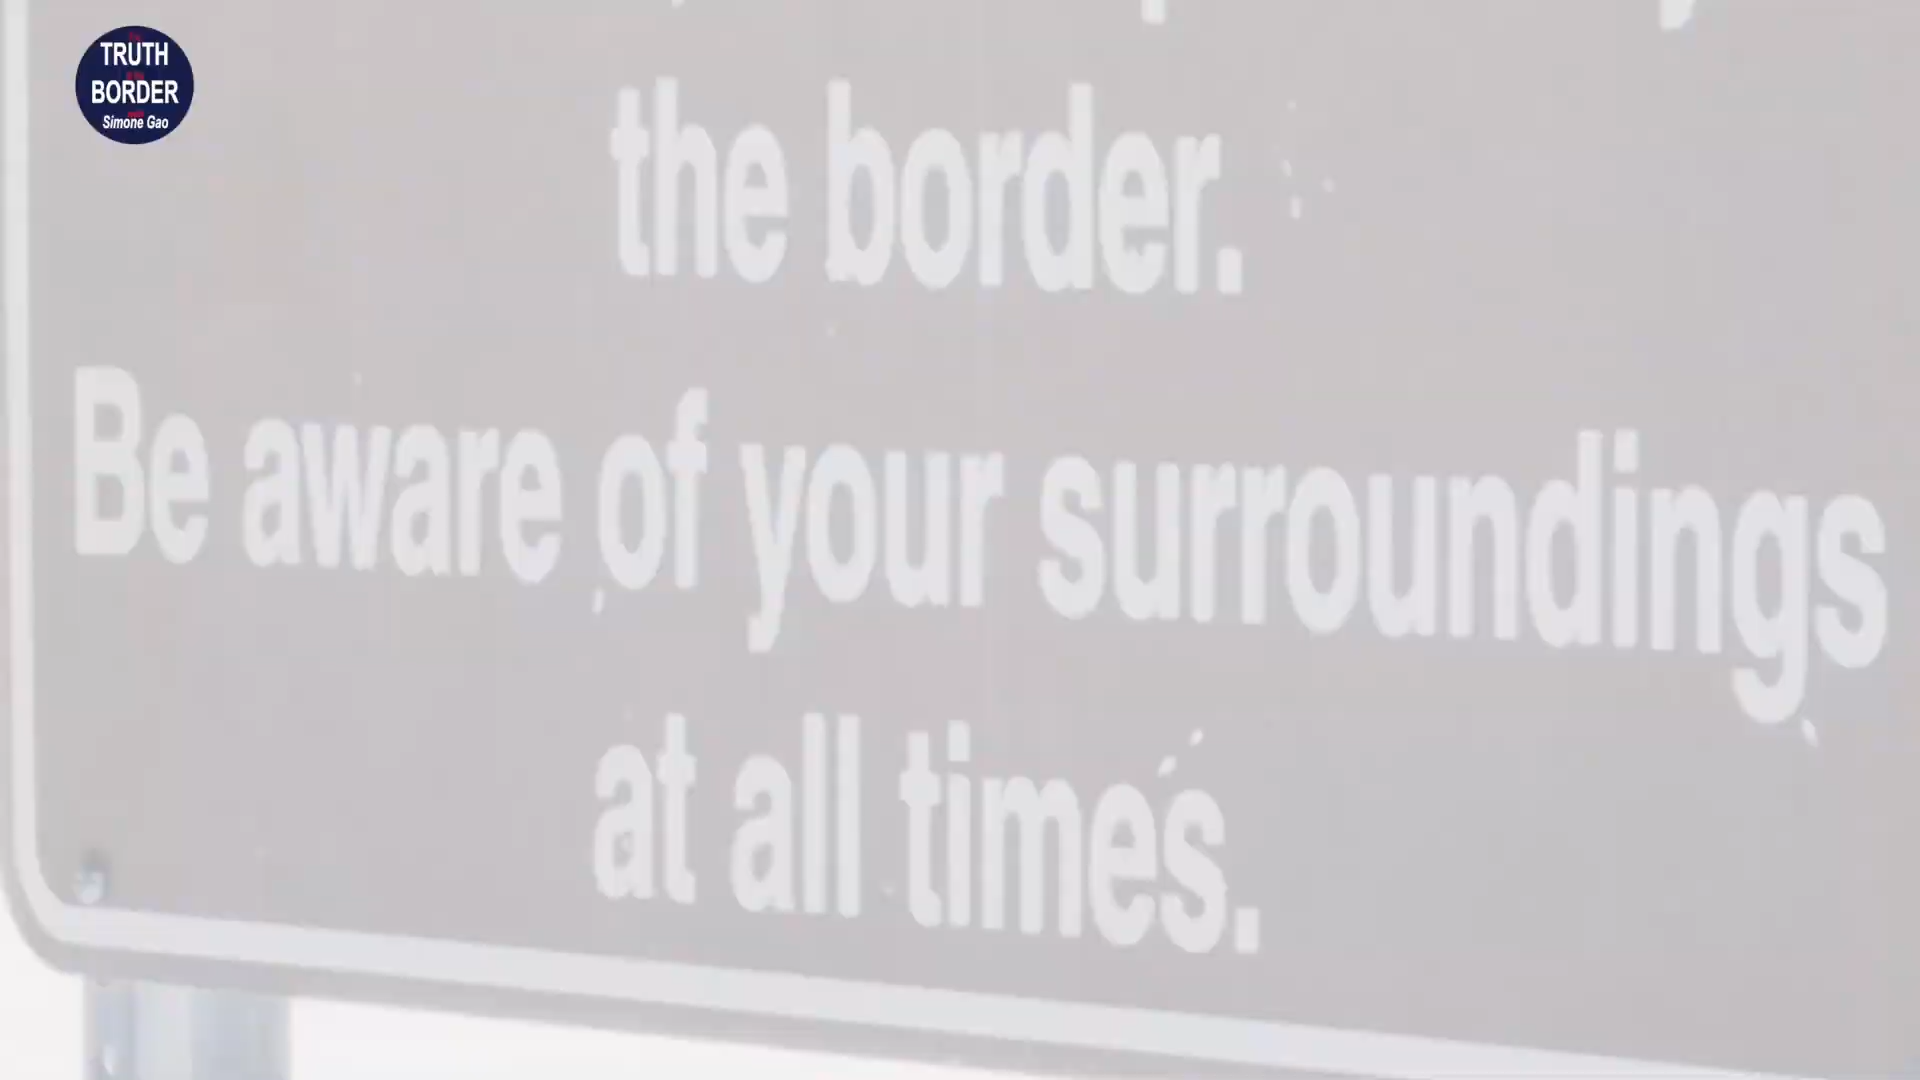 TRUTH
BORDER
Simone Gao
the border.
Be aware of your surroundings
at all times.